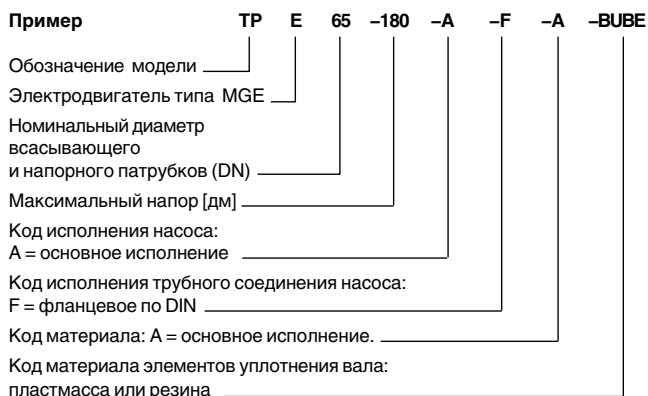 Пример TP E 65 –180 –A –F –A –BUBE
Обозначение модели
Электродвигатель типа MGE
Номинальный диаметр
всасывающего
и напорного патрубков (DN)
Максимальный напор [дм]
Код исполнения насоса:
A = основное исполнение
Код исполнения трубного соединения насоса:
F = фланцевое по DIN
Код материала: A = основное исполнение.
Код материала элементов уплотнения вала:
пластмасса или резина